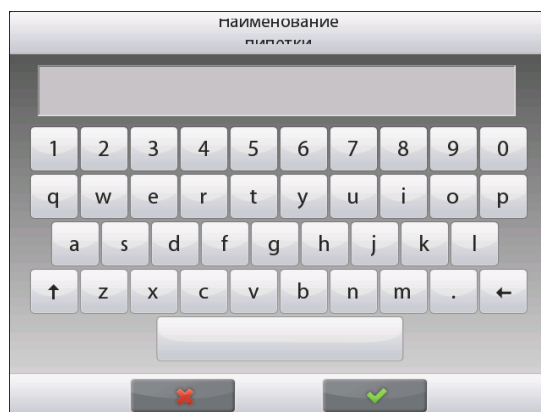 Наименование
пипетки
1 2 3 4 5 6 7 8 9 0
q w e r t y u i o p
a s d f g h j k l
↑ z x c v b n m . ←